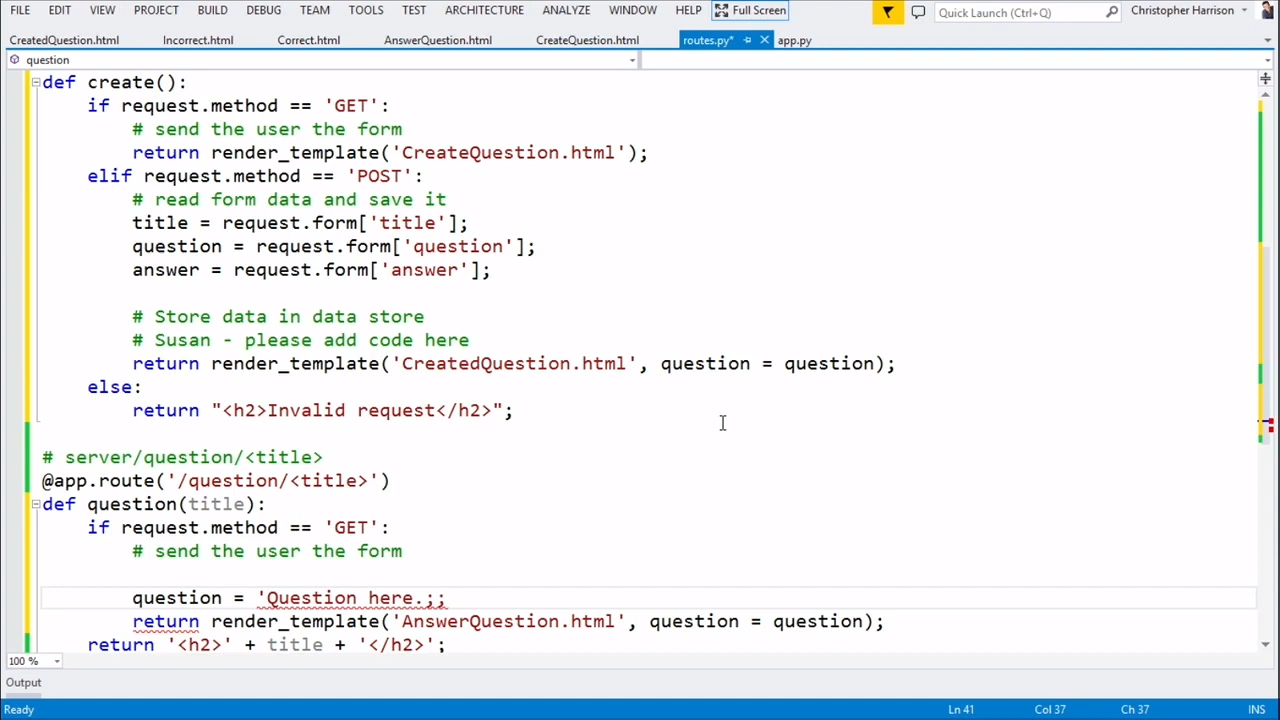 FILE EDIT VIEW PROJECT BUILD DEBUG TEAM TOOLS TEST ARCHITECTURE ANALYZE WINDOW HELP Full Screen Quick Launch (Ctrl+Q) Christopher Harrison
CreatedQuestion.html Incorrect.html Correct.html AnswerQuestion.html CreateQuestion.html routes.py* app.py
question
def create():
    if request.method == 'GET':
        # send the user the form
        return render_template('CreateQuestion.html');
    elif request.method == 'POST':
        # read form data and save it
        title = request.form['title'];
        question = request.form['question'];
        answer = request.form['answer'];
        # Store data in data store
        # Susan - please add code here
        return render_template('CreatedQuestion.html', question = question);
    else:
        return "<h2>Invalid request</h2>";
# server/question/<title>
@app.route('/question/<title>')
def question(title):
    if request.method == 'GET':
        # send the user the form
        question = 'Question here.;;
        return render_template('AnswerQuestion.html', question = question);
    return '<h2>' + title + '</h2>';
100 %
Output
Ready Ln 41 Col 37 Ch 37 INS